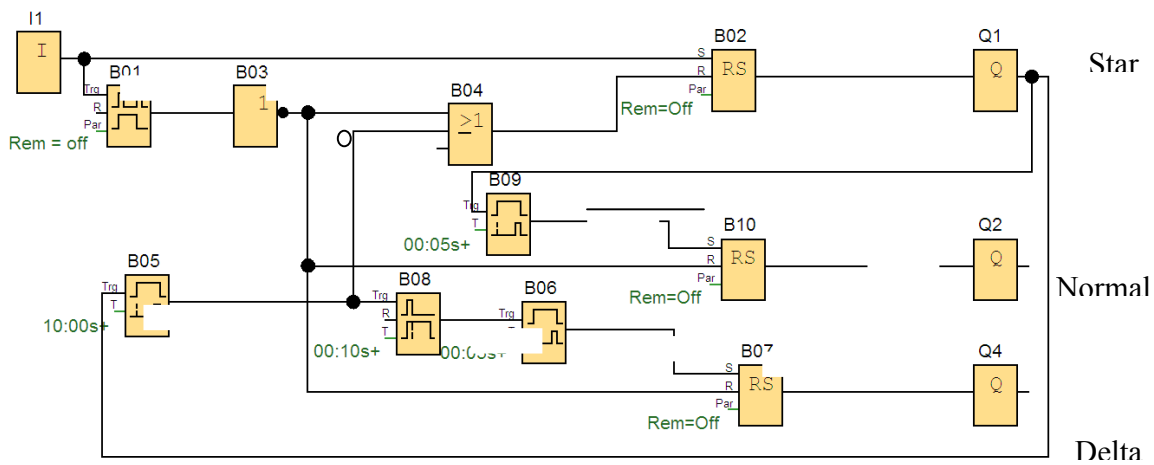 I1
I
B01
Trg
R
Par
Rem = off
B03
1
B04
>1
B02
S
R
Par
RS
Rem=Off
Q1
Q
Star
B09
Trg
T
00:05s+
B10
S
R
Par
RS
Rem=Off
Q2
Q
Normal
B05
Trg
T
10:00s+
B08
Trg
R
T
00:10s+
B06
Trg
B07
S
R
Par
RS
Rem=Off
Q4
Q
Delta